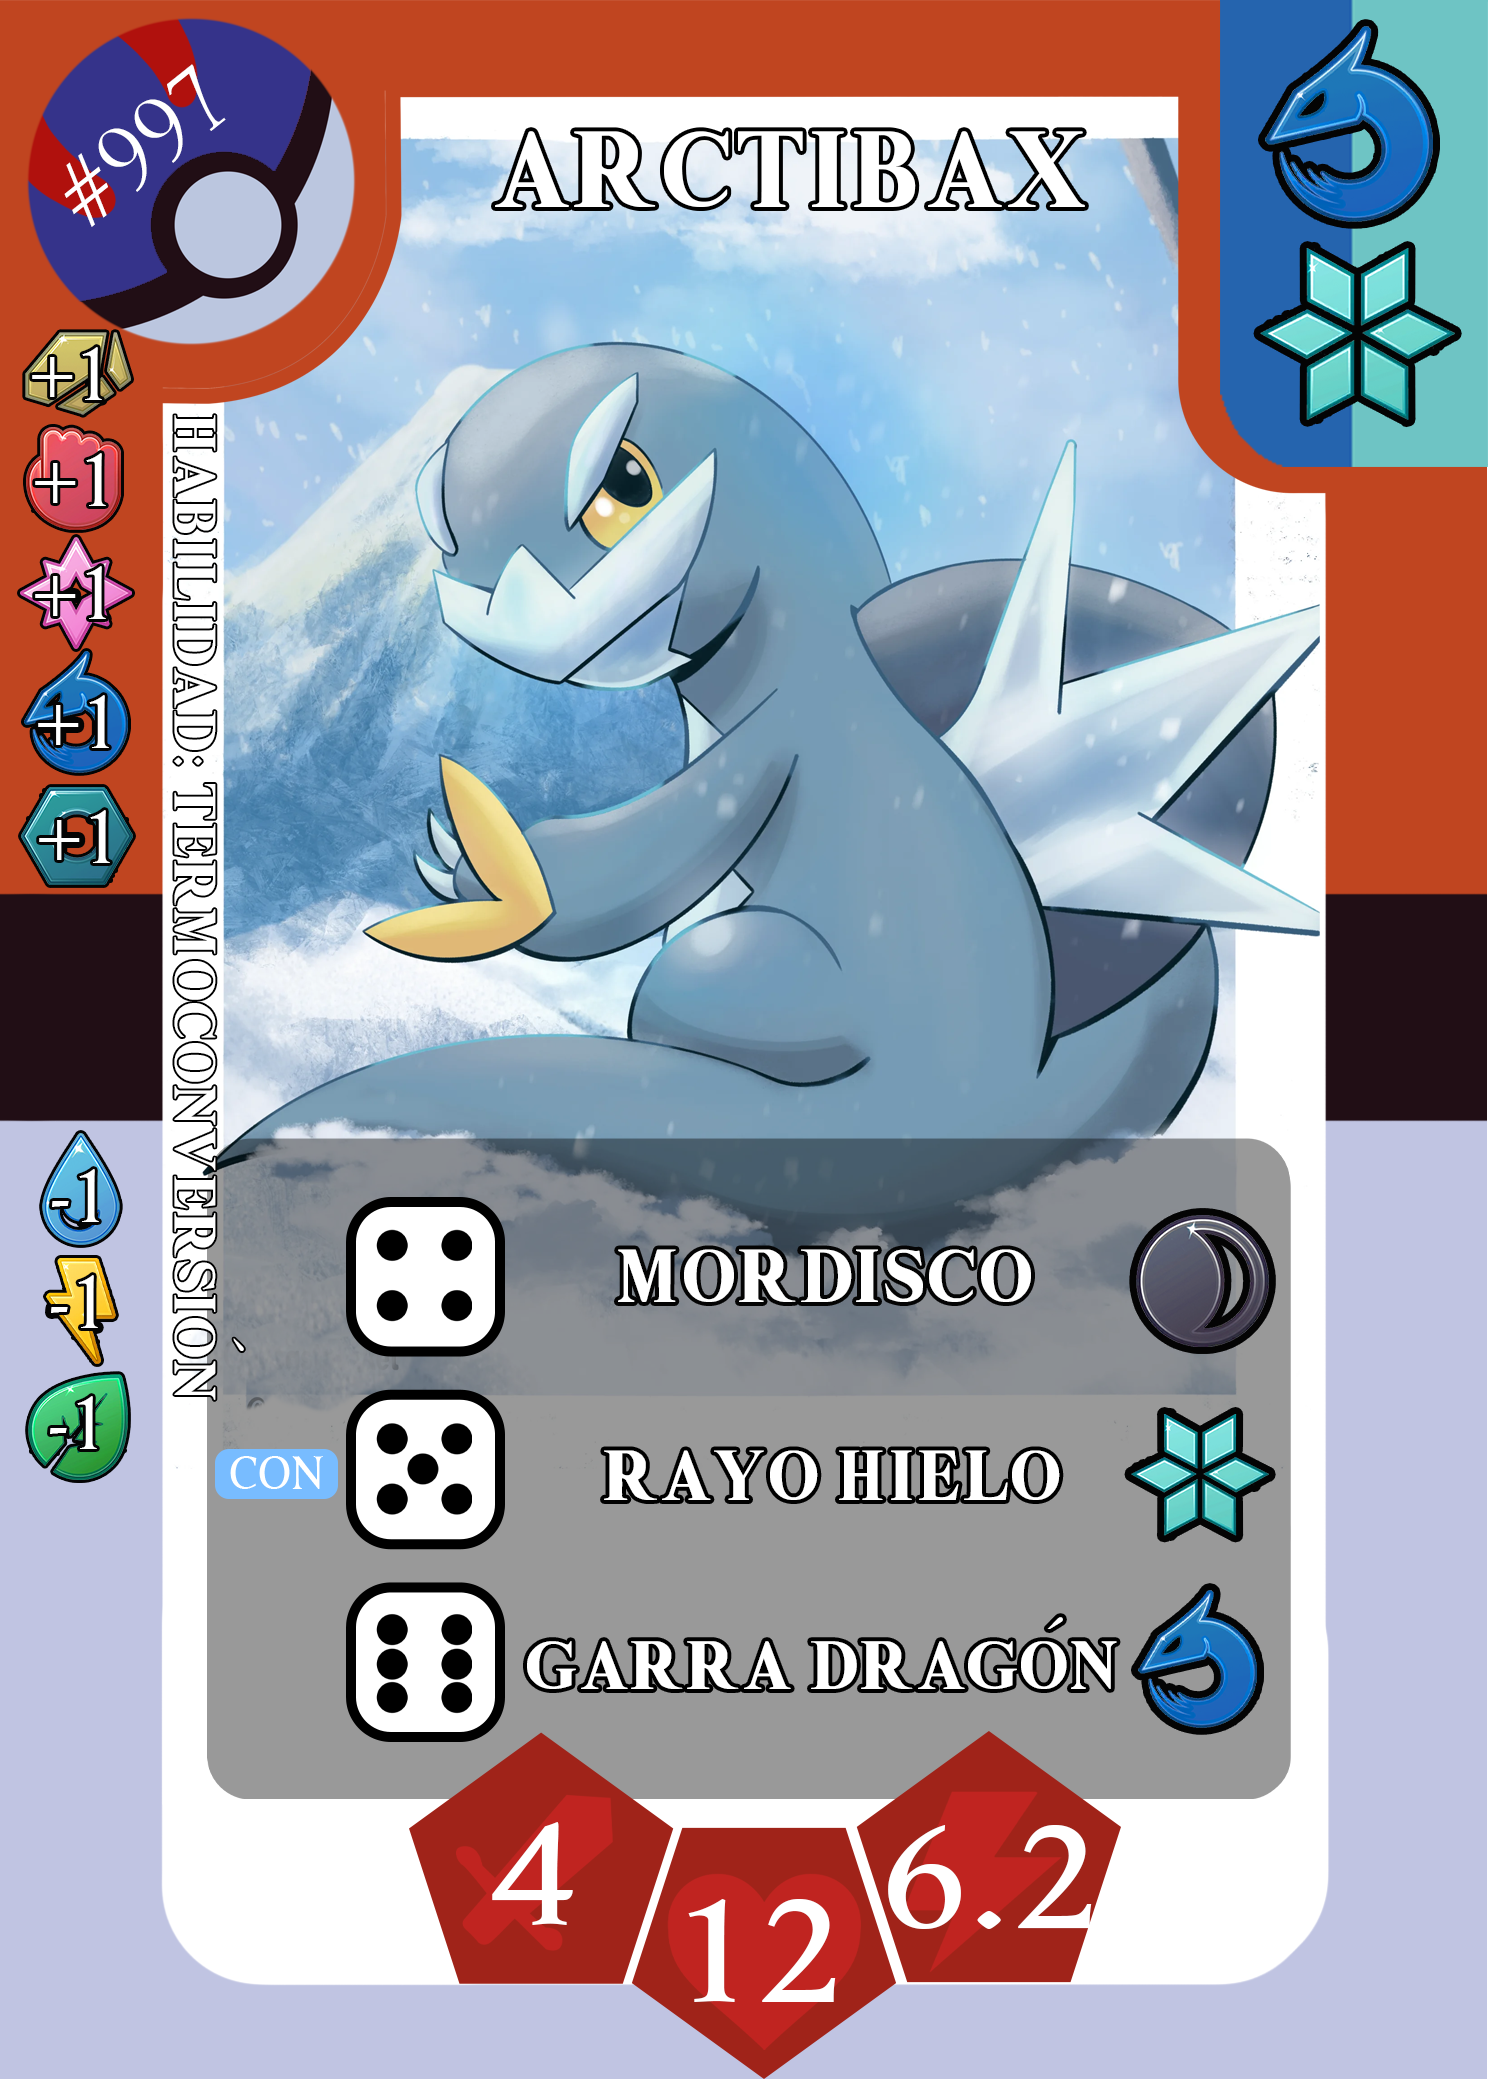 #997
ARCTIBAX
+1
+1
+1
+1
+1
HABILIDAD: TERMOCONVERSIÓN
-1
-1
-1
MORDISCO
CON
RAYO HIELO
GARRA DRAGÓN
4
12
6.2